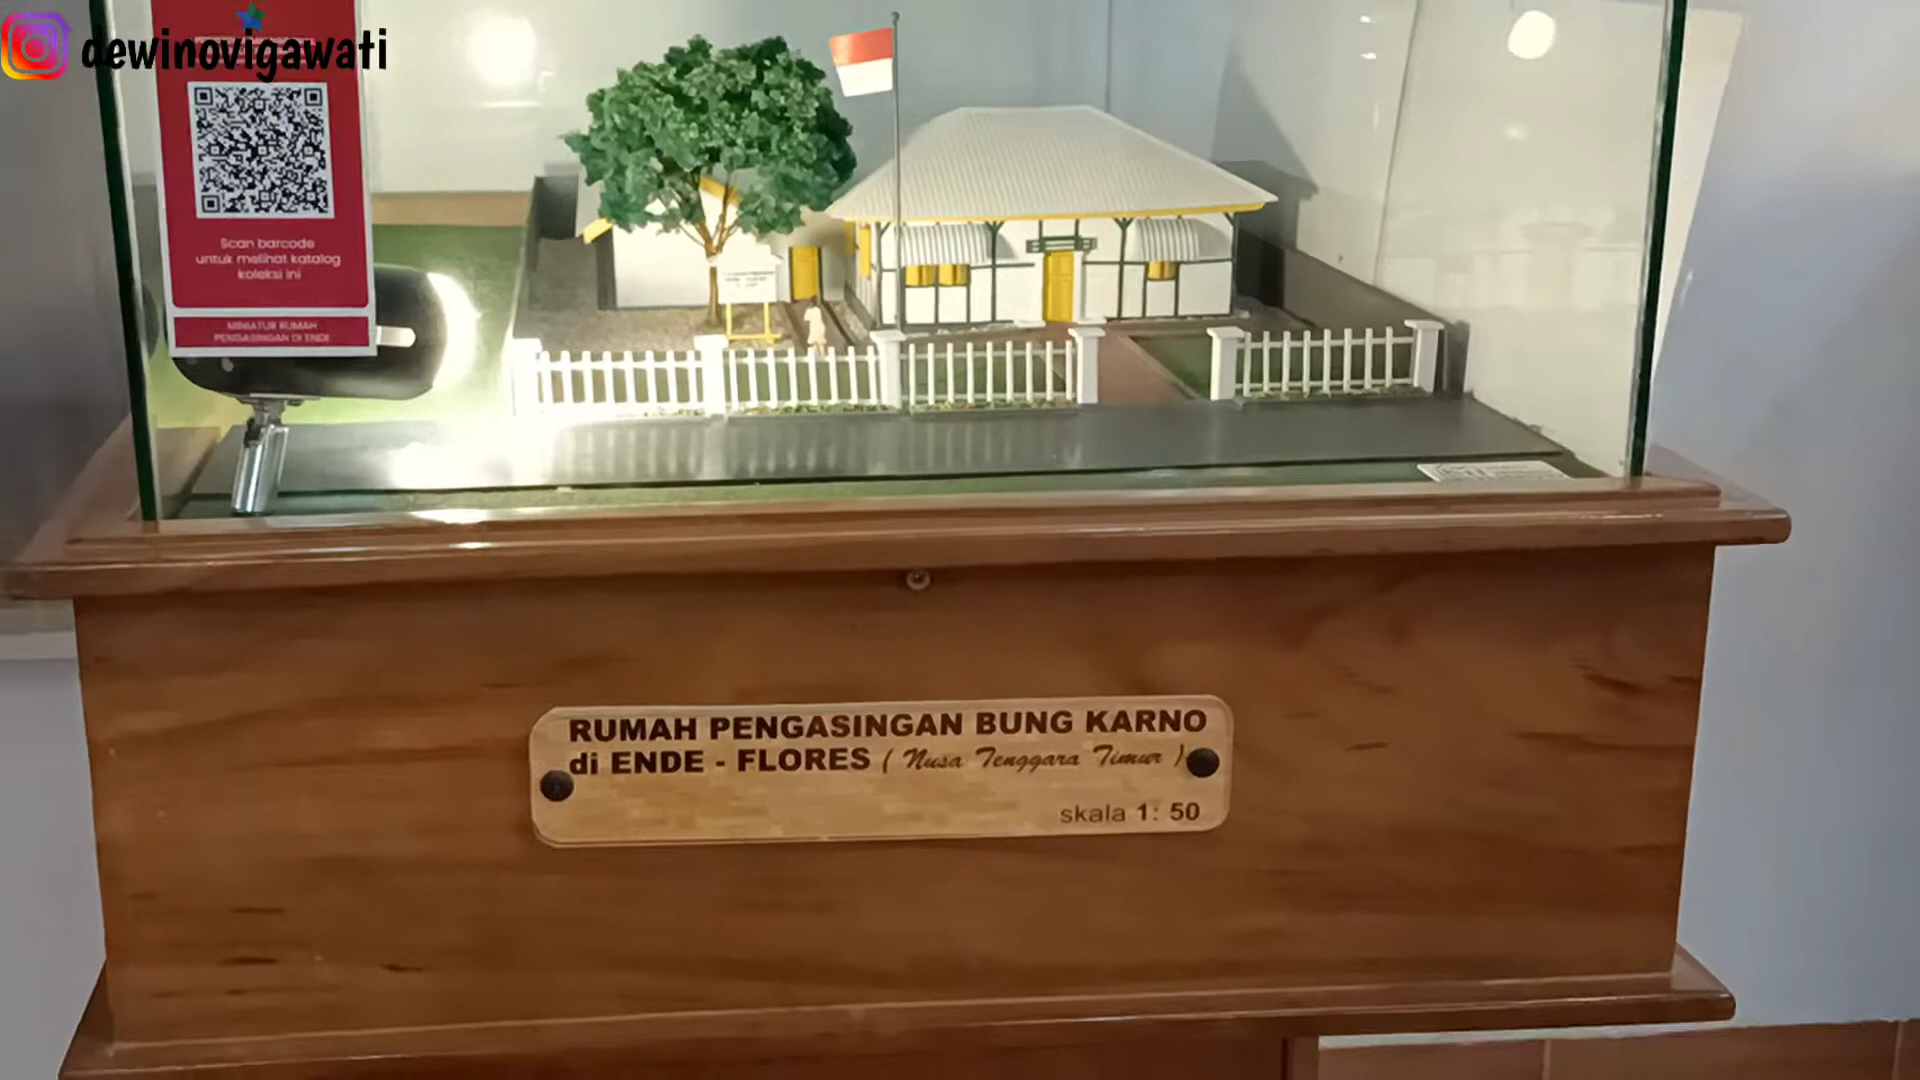 dewinovigawati
Scan barcode
untuk melihat katalog
koleksi ini
MINIATUR RUMAH
PENGASINGAN DI ENDE
RUMAH PENGASINGAN BUNG KARNO
di ENDE - FLORES ( Nusa Tenggara Timur )
skala 1: 50